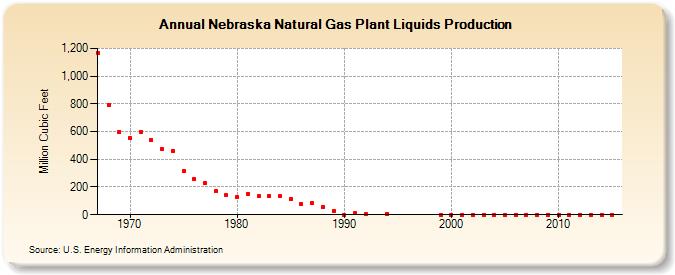 Annual Nebraska Natural Gas Plant Liquids Production
Million Cubic Feet
1,200
1,000
800
600
400
200
0
1970 1980 1990 2000 2010
Source: U.S. Energy Information Administration